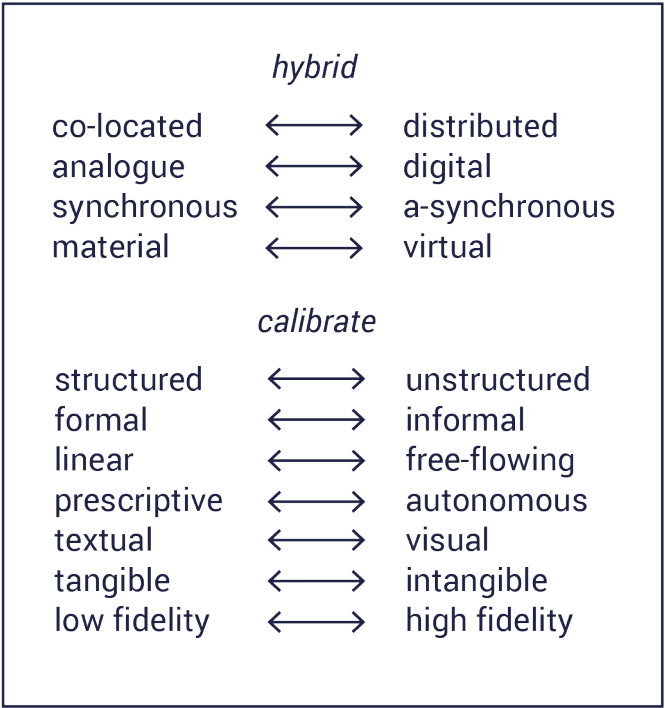 hybrid
co-located ⟷ distributed
analogue ⟷ digital
synchronous ⟷ a-synchronous
material ⟷ virtual
calibrate
structured ⟷ unstructured
formal ⟷ informal
linear ⟷ free-flowing
prescriptive ⟷ autonomous
textual ⟷ visual
tangible ⟷ intangible
low fidelity ⟷ high fidelity